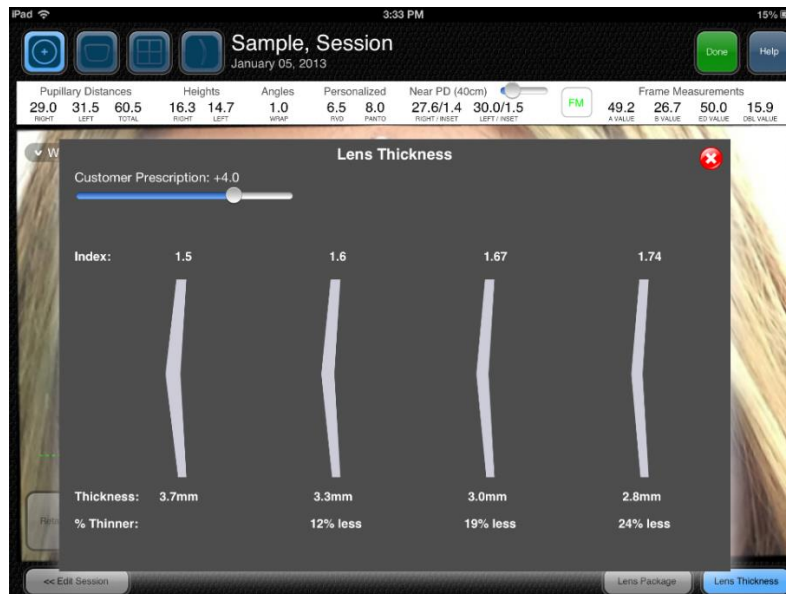 iPad 3:33 PM 15%
Sample, Session
January 05, 2013
Done Help
Pupillary Distances Heights Angles Personalized Near PD (40cm) Frame Measurements
29.0 31.5 60.5 16.3 14.7 1.0 6.5 8.0 27.6/1.4 30.0/1.5 FM 49.2 26.7 50.0 15.9
RIGHT LEFT TOTAL RIGHT LEFT WRAP RVD PANTO RIGHT / INSET LEFT / INSET A VALUE B VALUE ED VALUE DBL VALUE
W
Lens Thickness
Customer Prescription: +4.0
Index: 1.5 1.6 1.67 1.74
Thickness: 3.7mm 3.3mm 3.0mm 2.8mm
% Thinner: 12% less 19% less 24% less
<< Edit Session Lens Package Lens Thickness